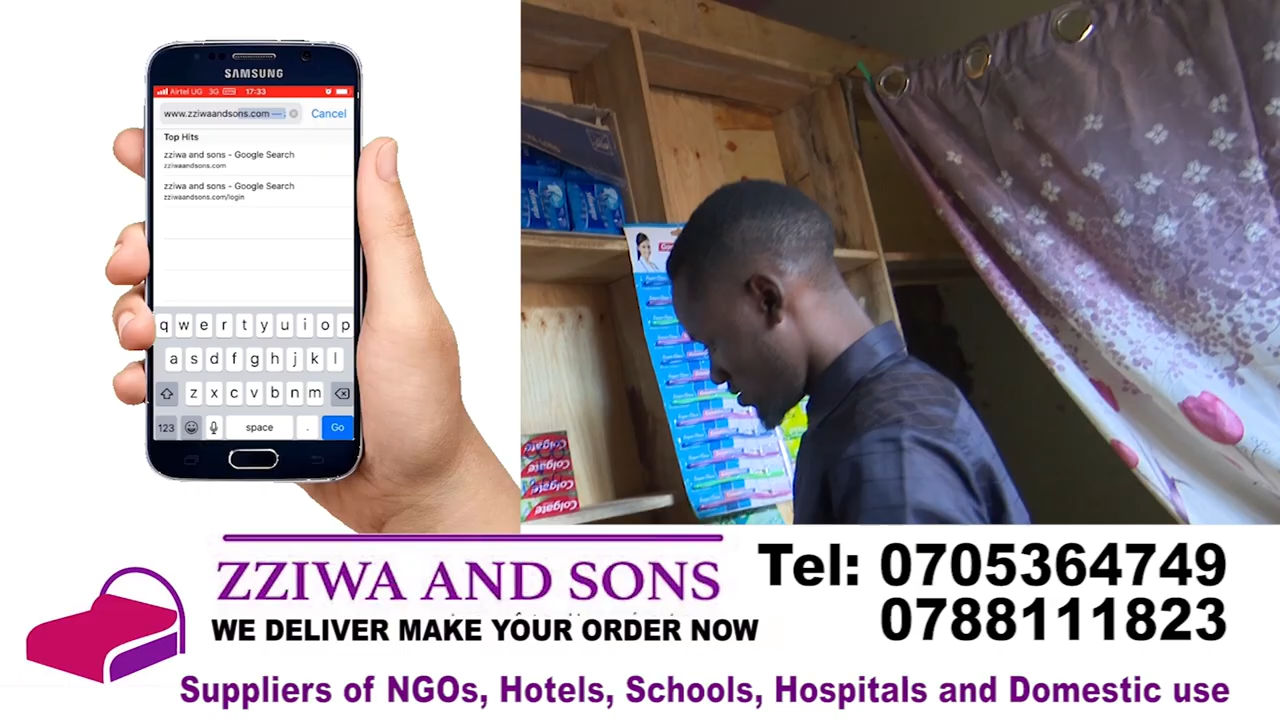 SAMSUNG
Airtel UG 3G 17:33
www.zziwaandsons.com — Cancel
Top Hits
zziwa and sons - Google Search
zziwaandsons.com
zziwa and sons - Google Search
zziwaandsons.com/login
q w e r t y u i o p
a s d f g h j k l
z x c v b n m
123 space . Go
Colgate
Colgate
Colgate
Colgate
ZZIWA AND SONS
WE DELIVER MAKE YOUR ORDER NOW
Tel: 0705364749
0788111823
Suppliers of NGOs, Hotels, Schools, Hospitals and Domestic use